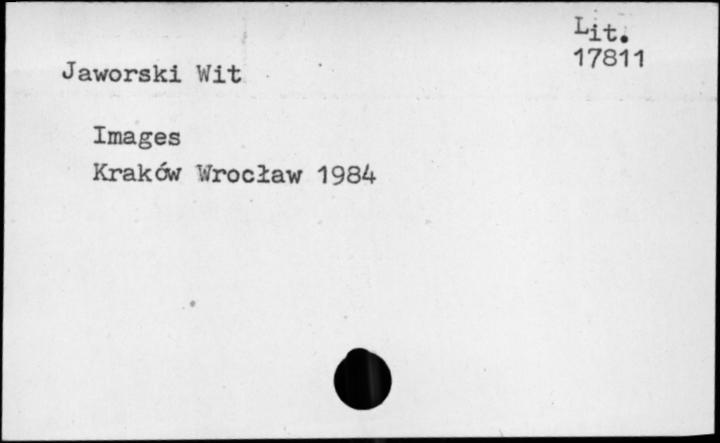 Lit.
17811
Jaworski Wit
Images
Kraków Wrocław 1984